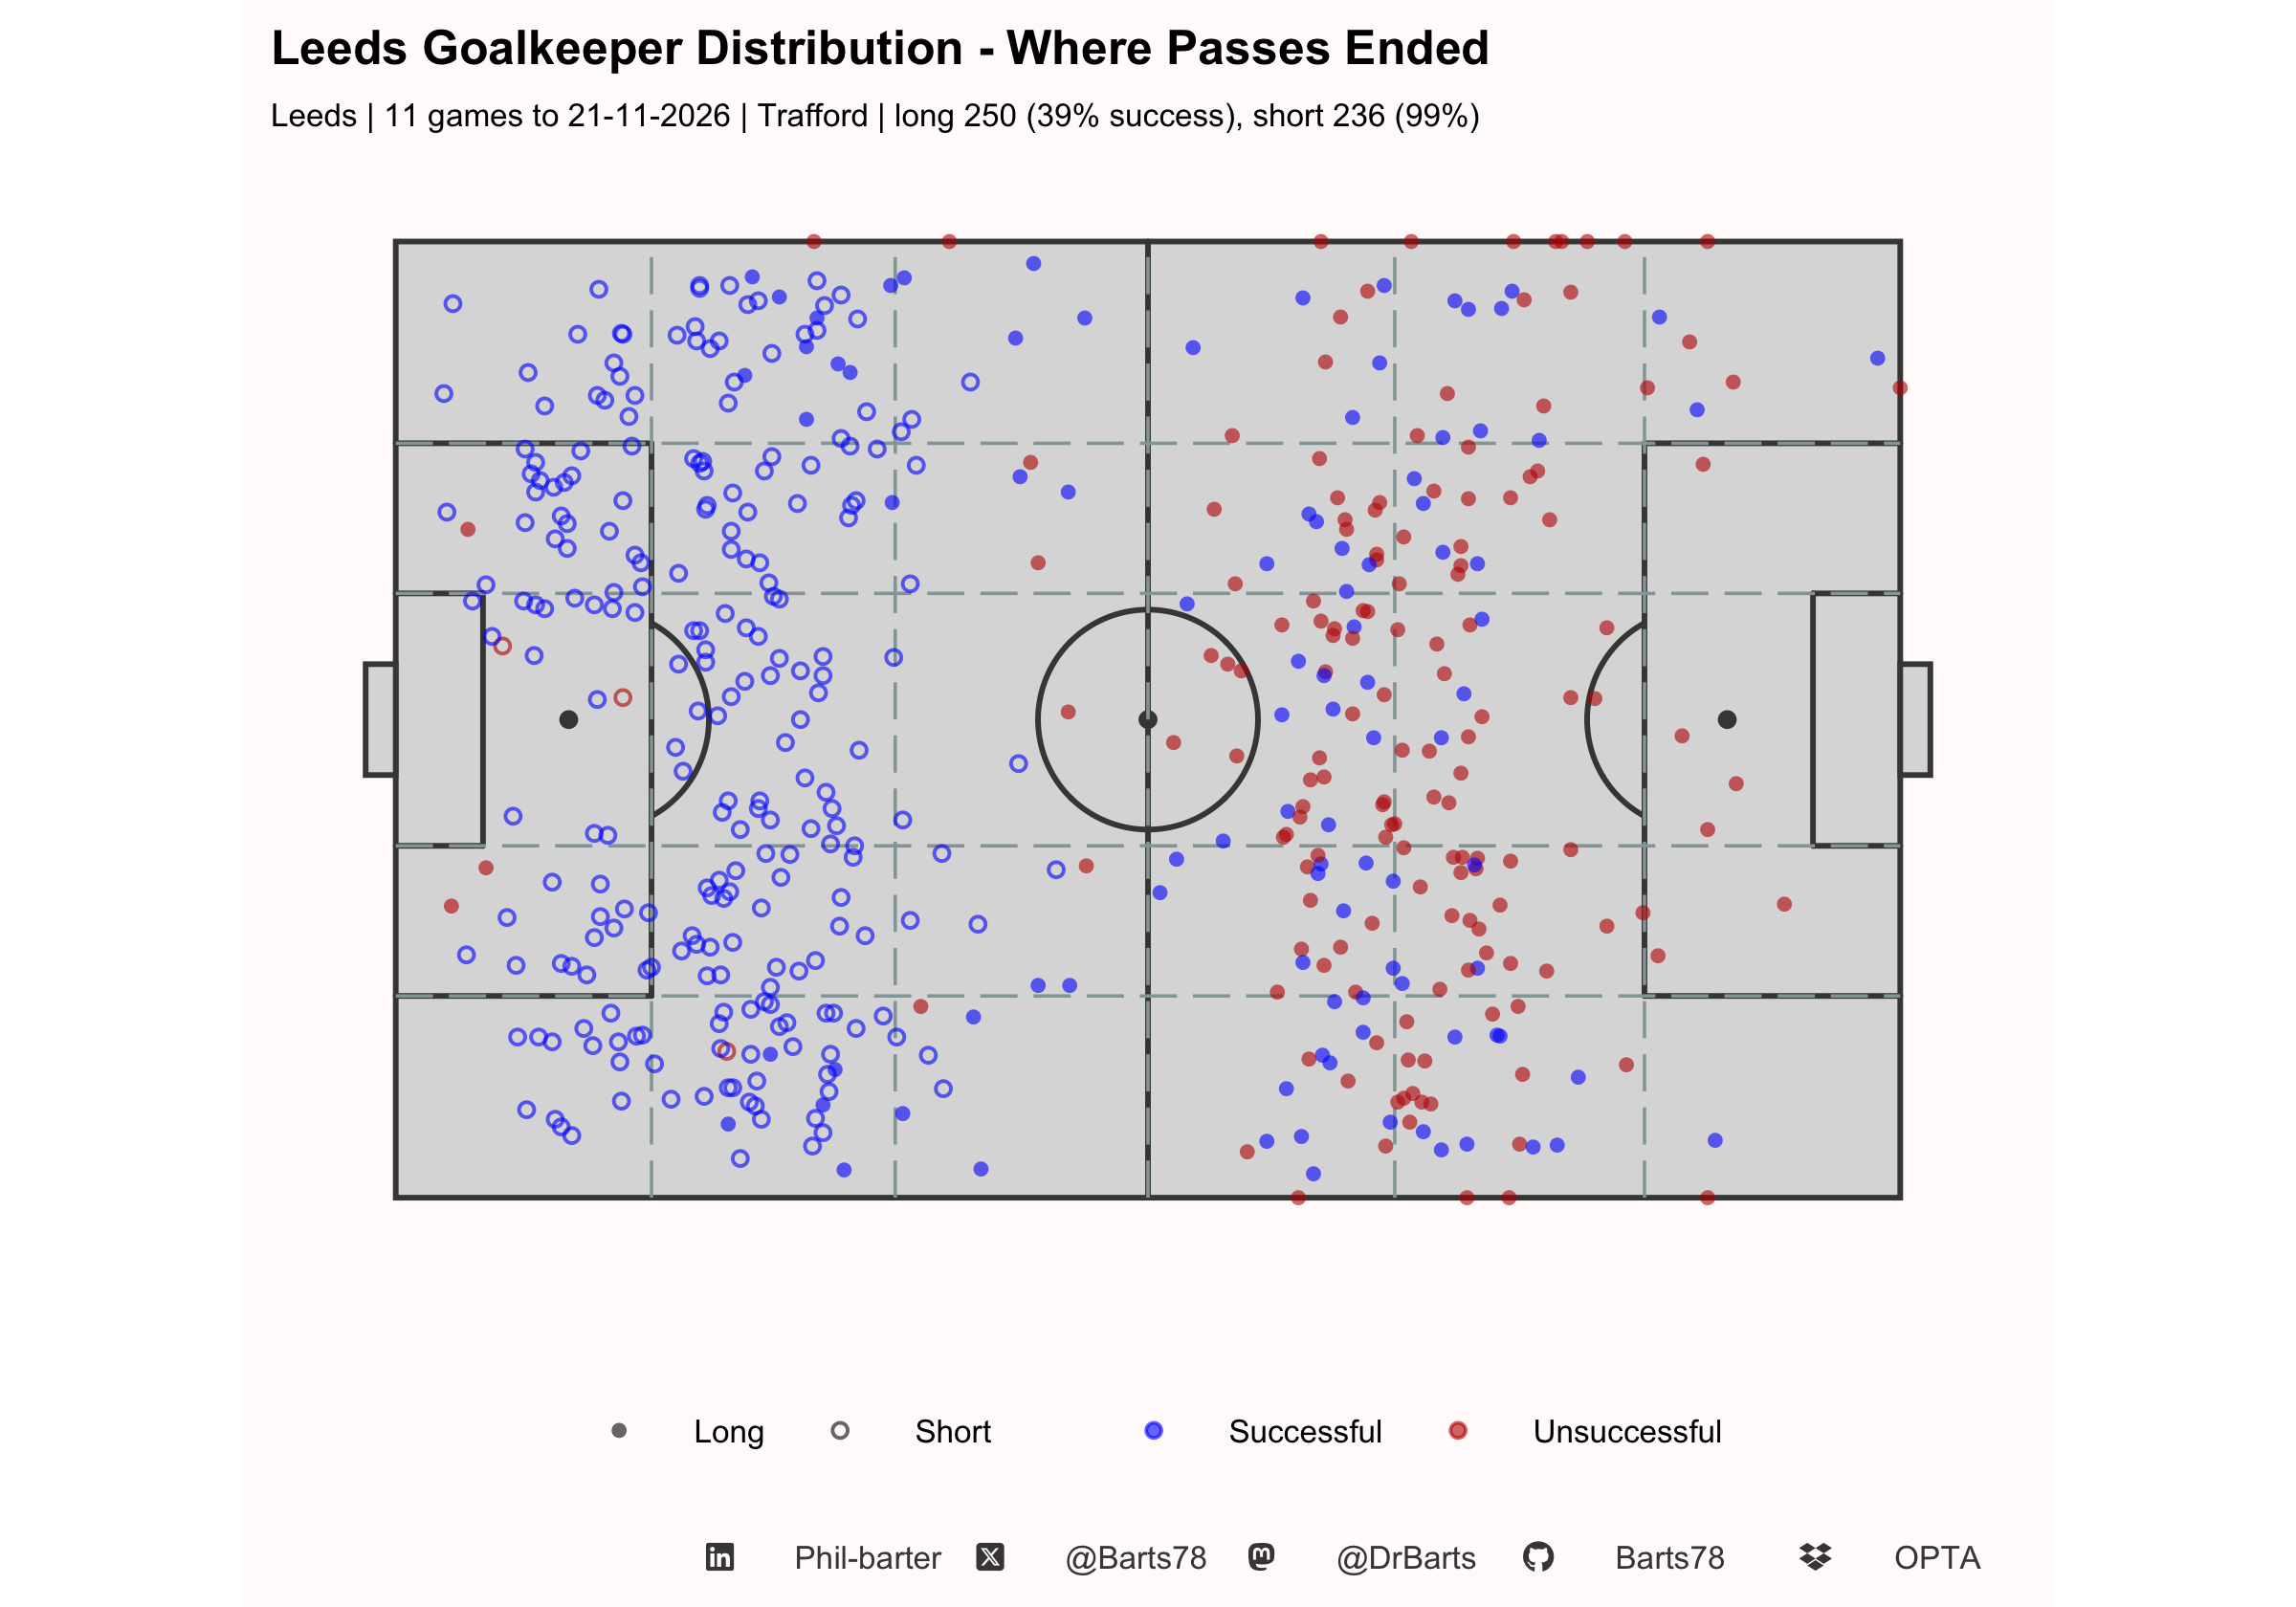 Leeds Goalkeeper Distribution - Where Passes Ended
Leeds | 11 games to 21-11-2026 | Trafford | long 250 (39% success), short 236 (99%)
Long Short Successful Unsuccessful
Phil-barter @Barts78 @DrBarts Barts78 OPTA